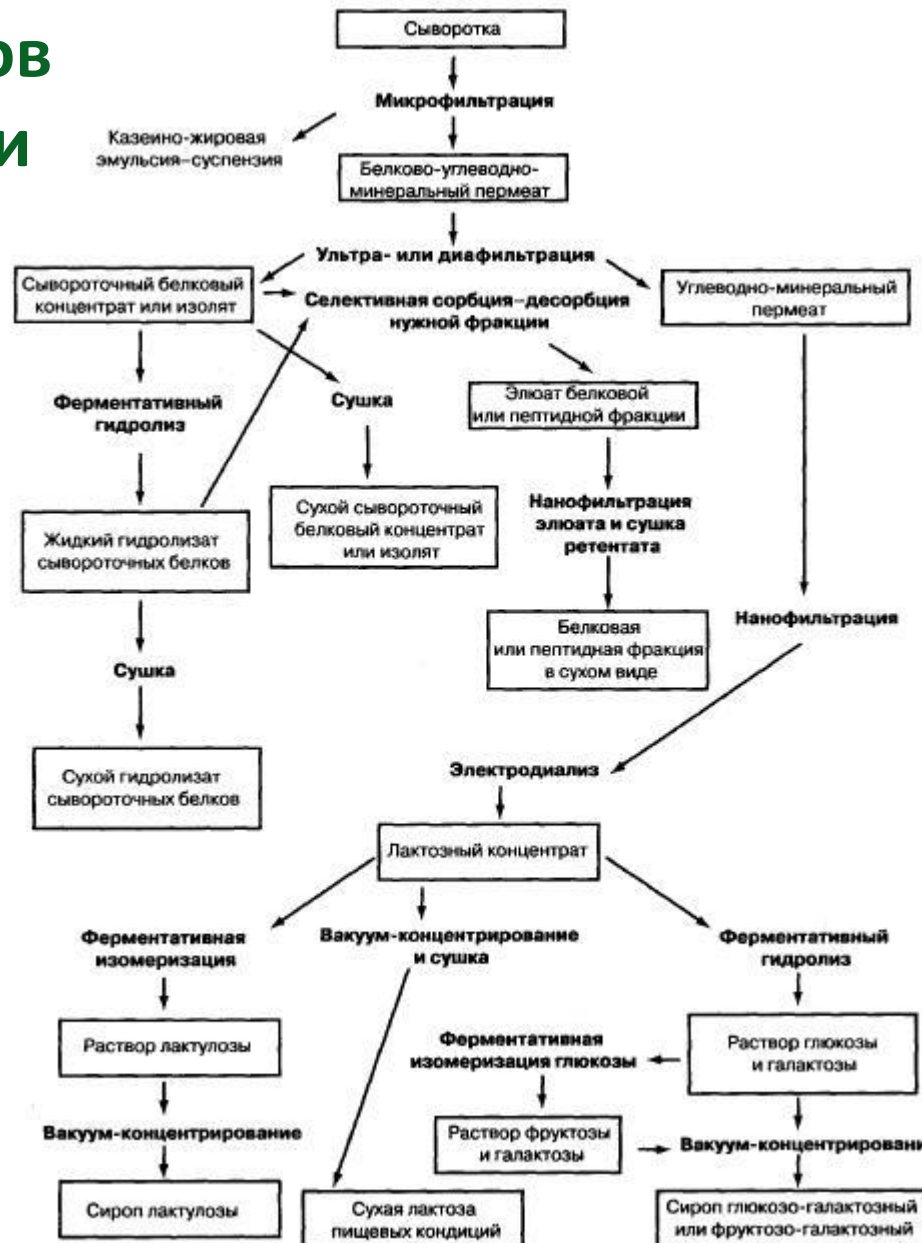 ов
и
Сыворотка
Микрофильтрация
Казеино-жировая
эмульсия–суспензия
Белково-углеводно-
минеральный пермеат
Ультра- или диафильтрация
Сывороточный белковый
концентрат или изолят
Селективная сорбция–десорбция
нужной фракции
Углеводно-минеральный
пермеат
Ферментативный
гидролиз
Сушка
Элюат белковой
или пептидной фракции
Жидкий гидролизат
сывороточных белков
Сухой сывороточный
белковый концентрат
или изолят
Нанофильтрация
элюата и сушка
ретентата
Нанофильтрация
Белковая
или пептидная фракция
в сухом виде
Сушка
Сухой гидролизат
сывороточных белков
Электродиализ
Лактозный концентрат
Ферментативная
изомеризация
Вакуум-концентрирование
и сушка
Ферментативный
гидролиз
Раствор лактулозы
Ферментативная
изомеризация глюкозы
Раствор глюкозы
и галактозы
Вакуум-концентрирование
Раствор фруктозы
и галактозы
Вакуум-концентрировани
Сироп лактулозы
Сухая лактоза
пищевых кондиций
Сироп глюкозо-галактозный
или фруктозо-галактозный